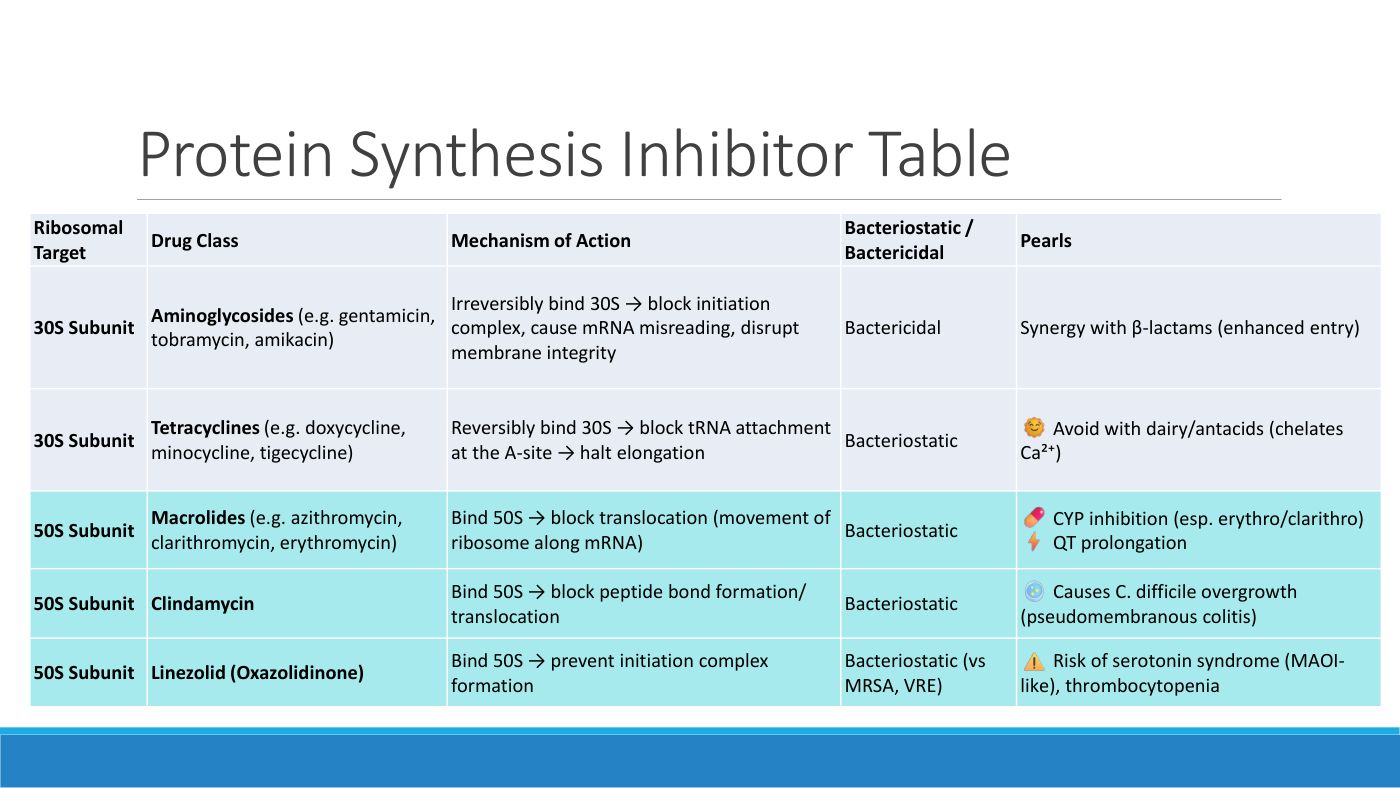 Protein Synthesis Inhibitor Table
Ribosomal
Target
Drug Class
Mechanism of Action
Bacteriostatic /
Bactericidal
Pearls
30S Subunit
Aminoglycosides (e.g. gentamicin,
tobramycin, amikacin)
Irreversibly bind 30S → block initiation
complex, cause mRNA misreading, disrupt
membrane integrity
Bactericidal
Synergy with β-lactams (enhanced entry)
30S Subunit
Tetracyclines (e.g. doxycycline,
minocycline, tigecycline)
Reversibly bind 30S → block tRNA attachment
at the A-site → halt elongation
Bacteriostatic
🌞 Avoid with dairy/antacids (chelates
Ca²⁺)
50S Subunit
Macrolides (e.g. azithromycin,
clarithromycin, erythromycin)
Bind 50S → block translocation (movement of
ribosome along mRNA)
Bacteriostatic
💊 CYP inhibition (esp. erythro/clarithro)
⚡ QT prolongation
50S Subunit
Clindamycin
Bind 50S → block peptide bond formation/
translocation
Bacteriostatic
🧫 Causes C. difficile overgrowth
(pseudomembranous colitis)
50S Subunit
Linezolid (Oxazolidinone)
Bind 50S → prevent initiation complex
formation
Bacteriostatic (vs
MRSA, VRE)
⚠️ Risk of serotonin syndrome (MAOI-
like), thrombocytopenia